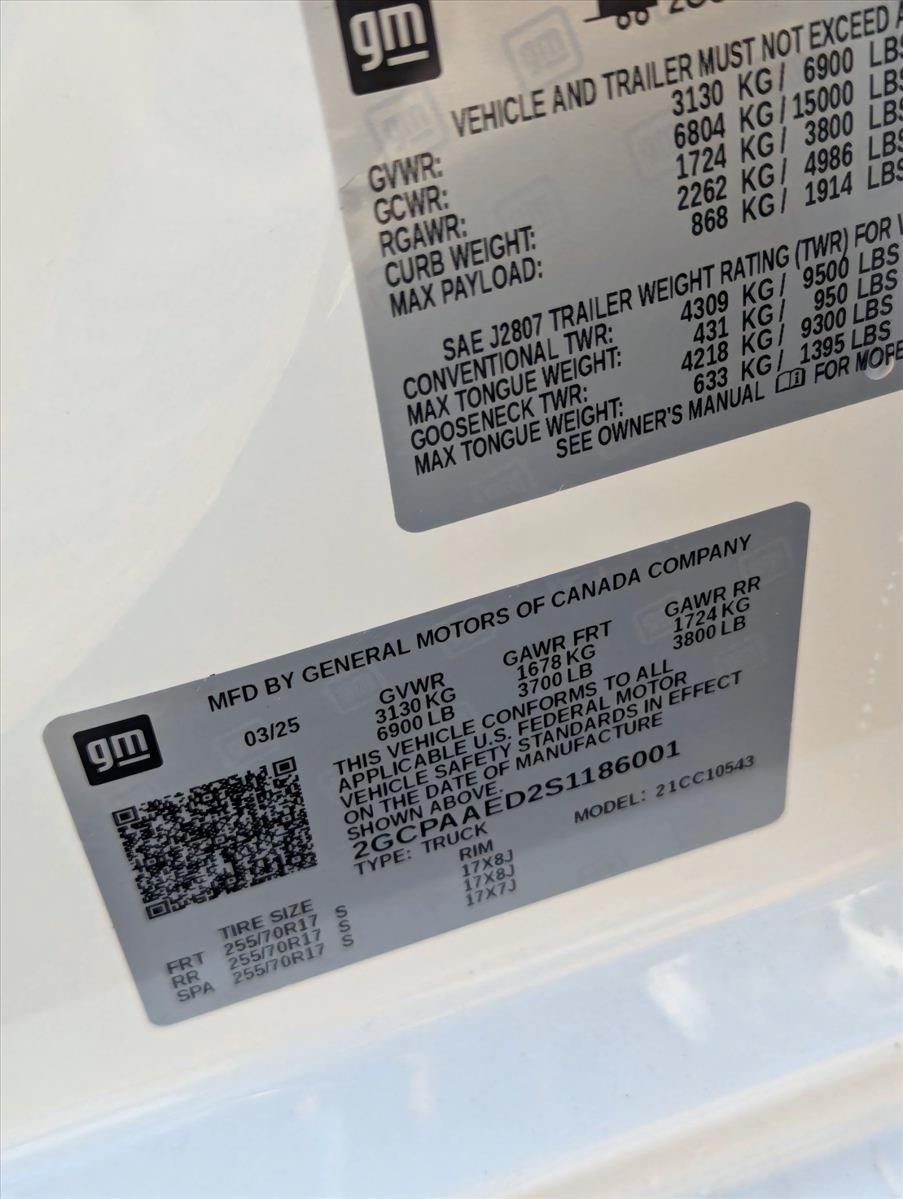 gm
VEHICLE AND TRAILER MUST NOT EXCEED
GVWR: 3130 KG / 6900 LBS
GCWR: 6804 KG / 15000 LBS
RGAWR: 1724 KG / 3800 LBS
CURB WEIGHT: 2262 KG / 4986 LBS
MAX PAYLOAD: 868 KG / 1914 LBS
SAE J2807 TRAILER WEIGHT RATING (TWR) FOR
CONVENTIONAL TWR: 4309 KG / 9500 LBS
MAX TONGUE WEIGHT: 431 KG / 950 LBS
GOOSENECK TWR: 4218 KG / 9300 LBS
MAX TONGUE WEIGHT: 633 KG / 1395 LBS
SEE OWNER'S MANUAL FOR MORE
MFD BY GENERAL MOTORS OF CANADA COMPANY
gm
03/25 GVWR GAWR FRT GAWR RR
3130 KG 1678 KG 1724 KG
6900 LB 3700 LB 3800 LB
THIS VEHICLE CONFORMS TO ALL
APPLICABLE U.S. FEDERAL MOTOR
VEHICLE SAFETY STANDARDS IN EFFECT
ON THE DATE OF MANUFACTURE
SHOWN ABOVE.
2GCPAAED2S1186001
TYPE: TRUCK MODEL: 21CC10543
TIRE SIZE RIM
FRT 255/70R17 S 17X8J
RR 255/70R17 S 17X8J
SPA 255/70R17 S 17X7J